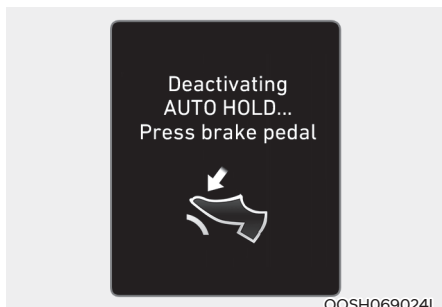 Deactivating
AUTO HOLD...
Press brake pedal
OOSH069024L